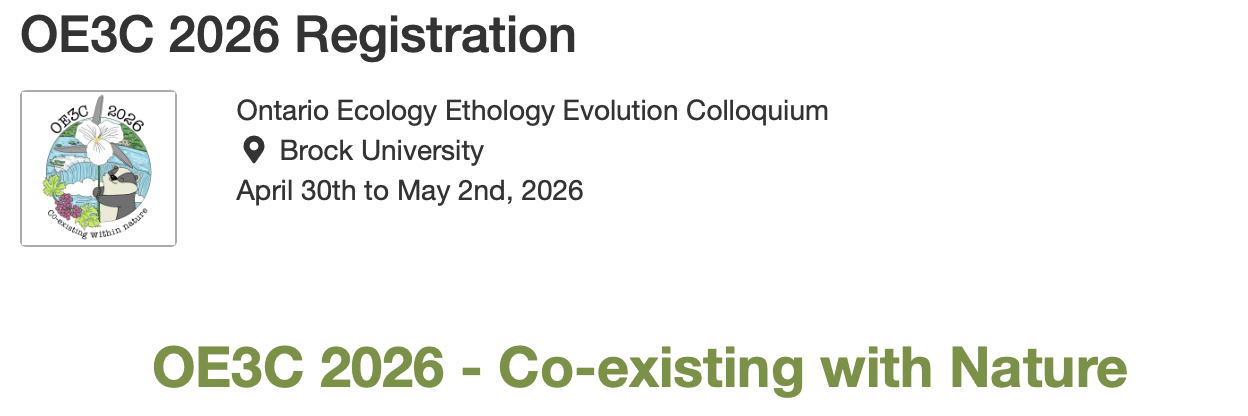 OE3C 2026 Registration
OE3C 2026
Co-existing within nature
Ontario Ecology Ethology Evolution Colloquium
Brock University
April 30th to May 2nd, 2026
OE3C 2026 - Co-existing with Nature